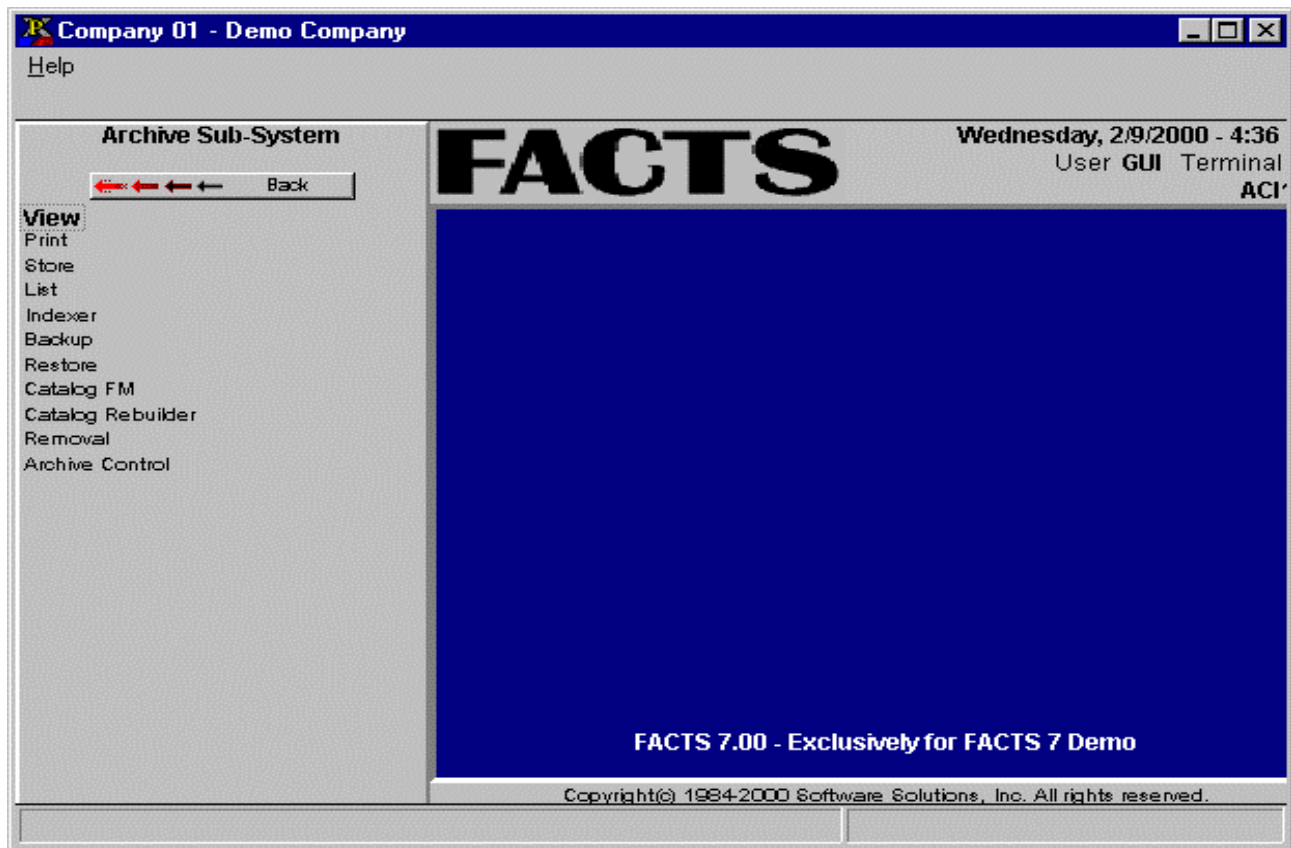 Company 01 - Demo Company
Help
Archive Sub-System
Back
View
Print
Store
List
Indexer
Backup
Restore
Catalog FM
Catalog Rebuilder
Removal
Archive Control
FACTS
Wednesday, 2/9/2000 - 4:36
User GUI Terminal
FACTS 7.00 - Exclusively for FACTS 7 Demo
Copyright(c) 1984-2000 Software Solutions, Inc. All rights reserved.